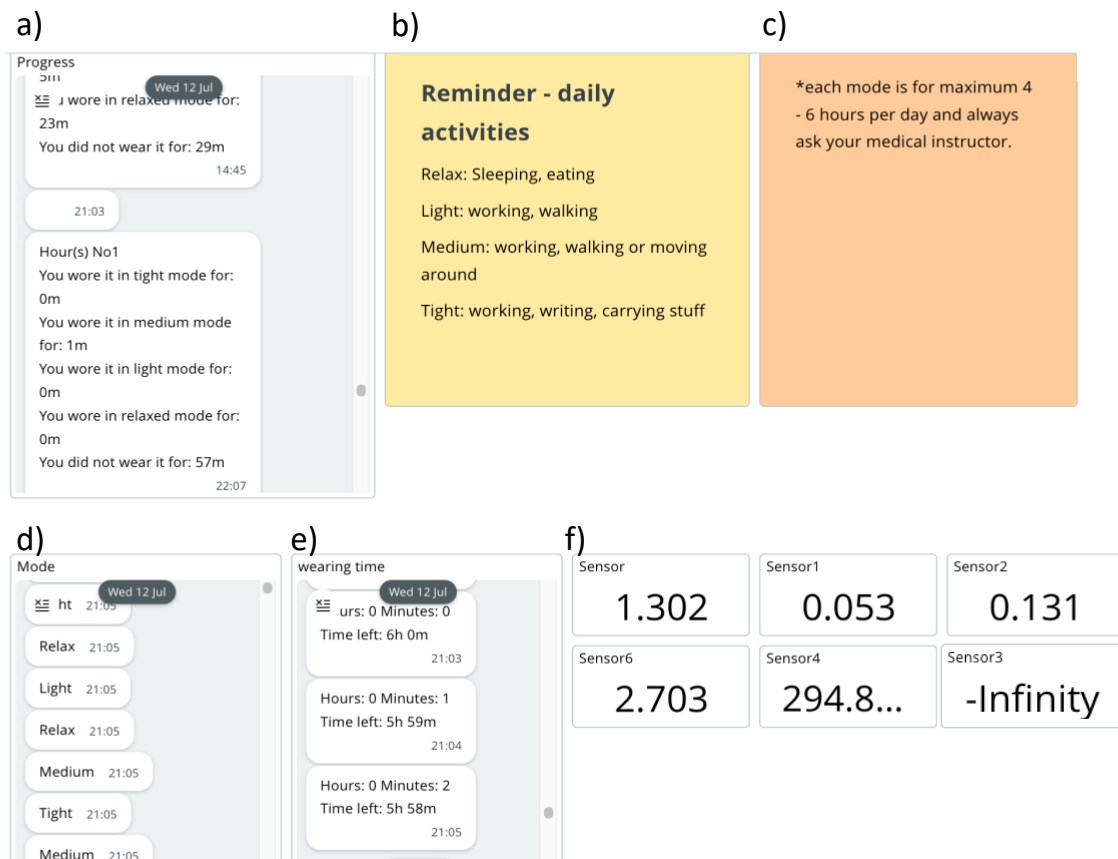 a)
b)
c)
Progress
5m
Wed 12 Jul
wore in relaxed mode for:
23m
You did not wear it for: 29m
14:45
21:03
Hour(s) No1
You wore it in tight mode for:
0m
You wore it in medium mode
for: 1m
You wore it in light mode for:
0m
You wore in relaxed mode for:
0m
You did not wear it for: 57m
22:07
Reminder - daily
activities
Relax: Sleeping, eating
Light: working, walking
Medium: working, walking or moving
around
Tight: working, writing, carrying stuff
*each mode is for maximum 4
- 6 hours per day and always
ask your medical instructor.
d)
e)
f)
Mode
Wed 12 Jul
ht 21:05
Relax 21:05
Light 21:05
Relax 21:05
Medium 21:05
Tight 21:05
Medium 21:05
wearing time
Wed 12 Jul
urs: 0 Minutes: 0
Time left: 6h 0m
21:03
Hours: 0 Minutes: 1
Time left: 5h 59m
21:04
Hours: 0 Minutes: 2
Time left: 5h 58m
21:05
Sensor
1.302
Sensor1
0.053
Sensor2
0.131
Sensor6
2.703
Sensor4
294.8...
Sensor3
-Infinity